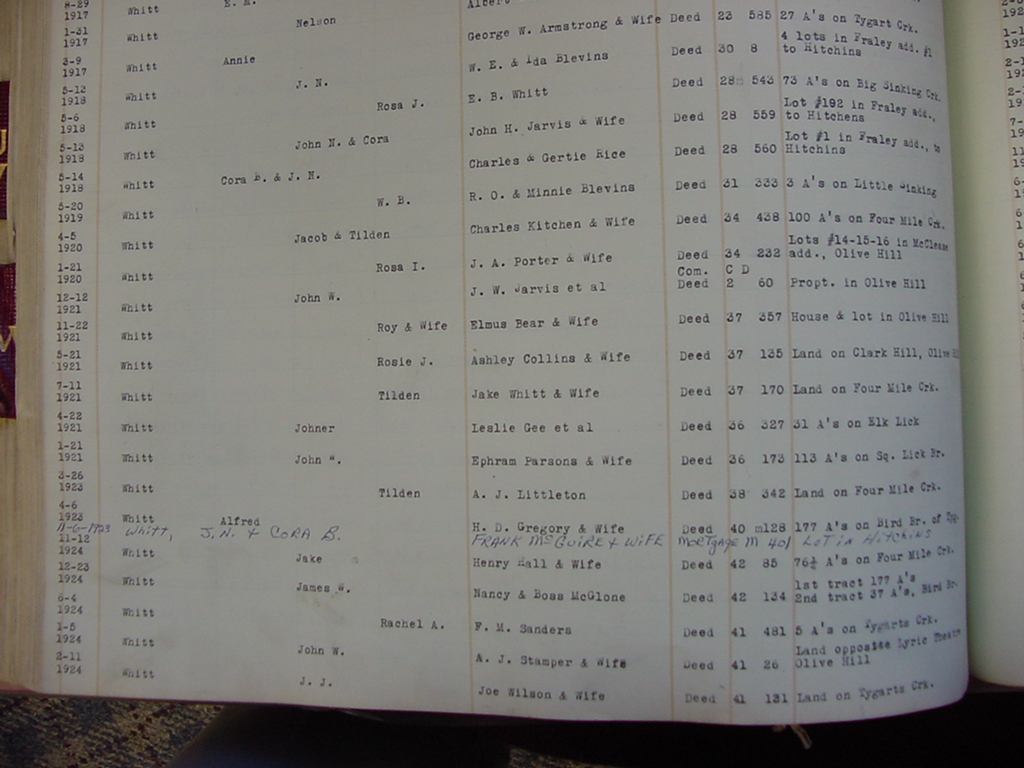 8-29
1917 Whitt E. M. Albert
1-31 Nelson George W. Armstrong & Wife Deed 23 585 27 A's on Tygart Crk.
1917 Whitt 4 lots in Fraley add. #1
3-9 Annie W. E. & Ida Blevins Deed 30 8 to Hitchins
1917 Whitt
5-13 J. N. E. B. Whitt Deed 28 543 73 A's on Big Sinking Crk.
1918 Whitt Lot #192 in Fraley add.,
5-6 Rosa J. John H. Jarvis & Wife Deed 28 559 to Hitchens
1918 Whitt Lot #1 in Fraley add., to
5-13 John N. & Cora Charles & Gertie Rice Deed 28 560 Hitchins
1918 Whitt
5-14 Cora B. & J. N. R. O. & Minnie Blevins Deed 31 333 3 A's on Little Sinking
1918 Whitt
5-20 W. B. Charles Kitchen & Wife Deed 34 438 100 A's on Four Mile Crk.
1919 Whitt Lots #14-15-16 in McGlease
4-5 Jacob & Tilden J. A. Porter & Wife Deed 34 232 add., Olive Hill
1920 Whitt Com. C D
1-21 Rosa I. J. W. Jarvis et al Deed 2 60 Propt. in Olive Hill
1920 Whitt
12-12 John W. Elmus Bear & Wife Deed 37 357 House & lot in Olive Hill
1921 Whitt
11-22 Roy & Wife Ashley Collins & Wife Deed 37 135 Land on Clark Hill, Olive
1921 Whitt
5-21 Rosie J. Jake Whitt & Wife Deed 37 170 Land on Four Mile Crk.
1921 Whitt
7-11 Tilden Leslie Gee et al Deed 36 327 31 A's on Elk Lick
1921 Whitt
4-22 Johner Ephram Parsons & Wife Deed 36 173 113 A's on Sq. Lick Br.
1921 Whitt
1-21 John W. A. J. Littleton Deed 38 342 Land on Four Mile Crk.
1921 Whitt
3-26 Tilden H. D. Gregory & Wife Deed 40 m128 177 A's on Bird Br. of
1923 Whitt
4-6 Alfred
1923 Whitt
11-6-1923 Whitt, J.N. & CORA B. FRANK McGUIRE & WIFE MORTGAGE M 401 LOT IN HITCHINS
11-12 Jake Henry Hall & Wife Deed 42 85 76½ A's on Four Mile Crk.
1924 Whitt 1st tract 177 A's
12-23 James W. Nancy & Boss McGlone Deed 42 134 2nd tract 37 A's, Bird Br.
1924 Whitt
6-4 Rachel A. F. M. Sanders Deed 41 481 5 A's on Tygarts Crk.
1924 Whitt Land opposite Lyric Theatre
1-5 John W. A. J. Stamper & Wife Deed 41 26 Olive Hill
1924 Whitt
2-11 J. J. Joe Wilson & Wife Deed 41 131 Land on Tygarts Crk.
1924 Whitt